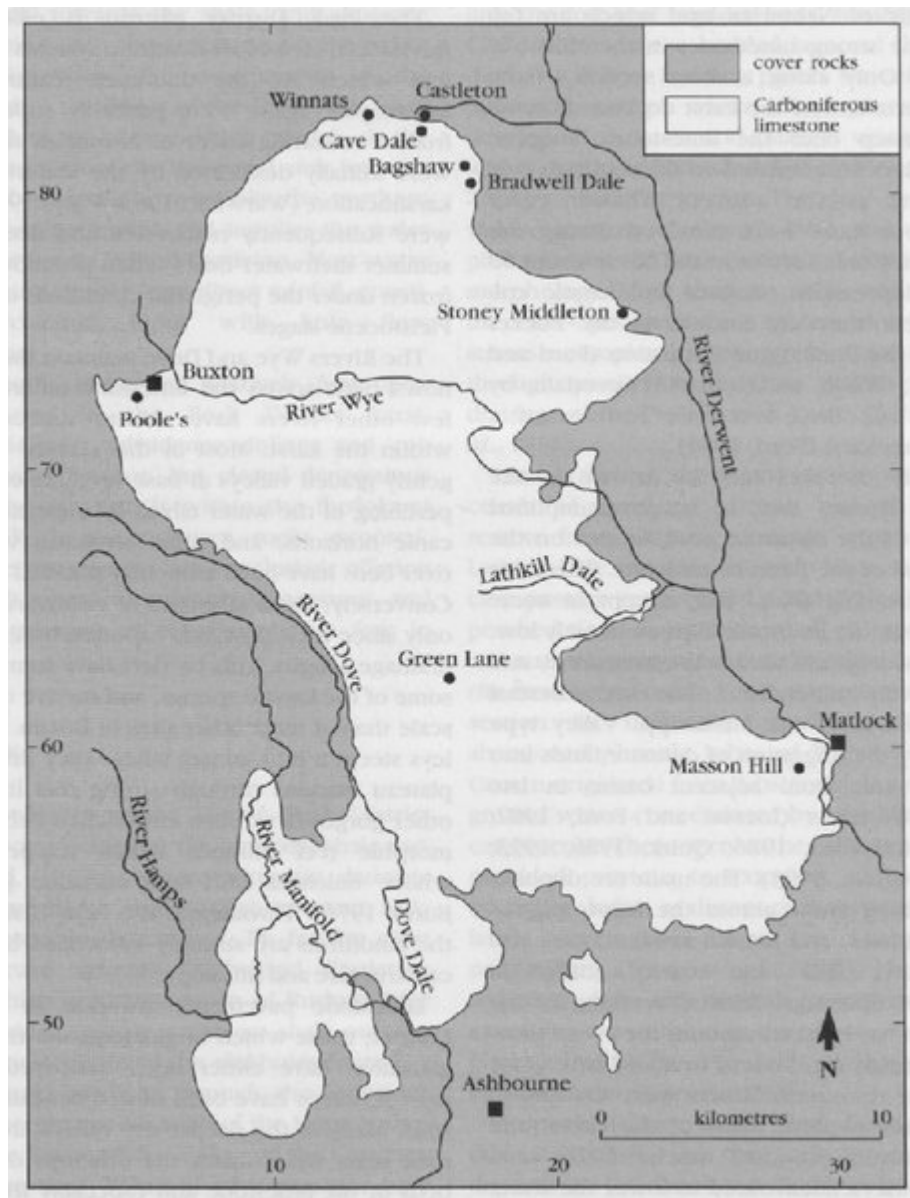 cover rocks
Carboniferous
limestone
Winnats
Castleton
Cave Dale
Bagshaw
Bradwell Dale
80
Stoney Middleton
River Derwent
Buxton
Poole's
River Wye
70
Lathkill Dale
River Dove
Green Lane
Matlock
60
Masson Hill
River Hamps
River Manifold
Dove Dale
50
N
Ashbourne
0
kilometres
10
10
20
30